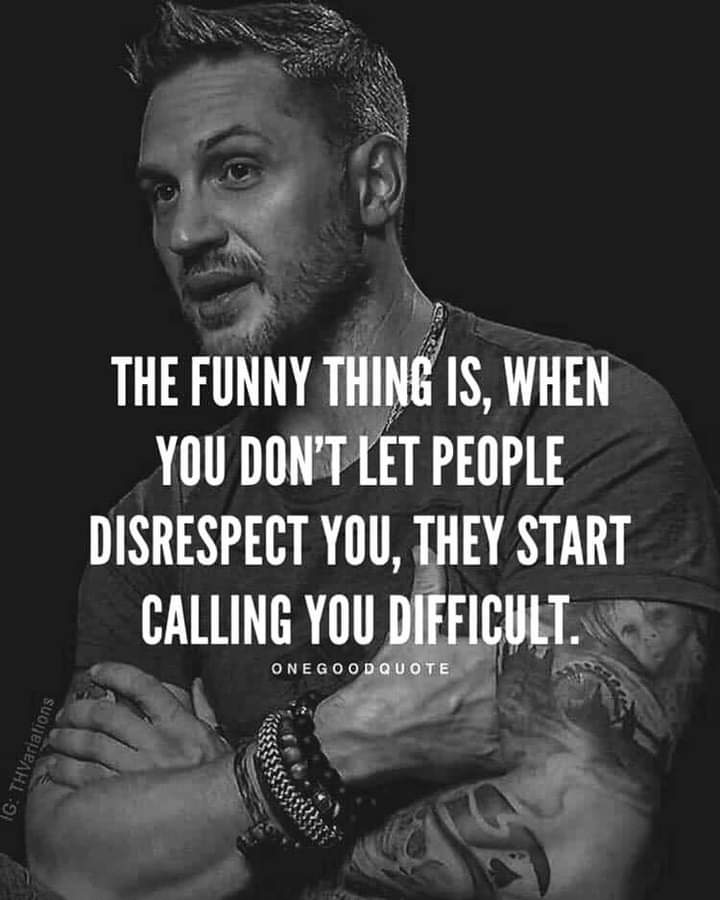 THE FUNNY THING IS, WHEN
YOU DON'T LET PEOPLE
DISRESPECT YOU, THEY START
CALLING YOU DIFFICULT.
ONEGOODQUOTE
IG: THVariations